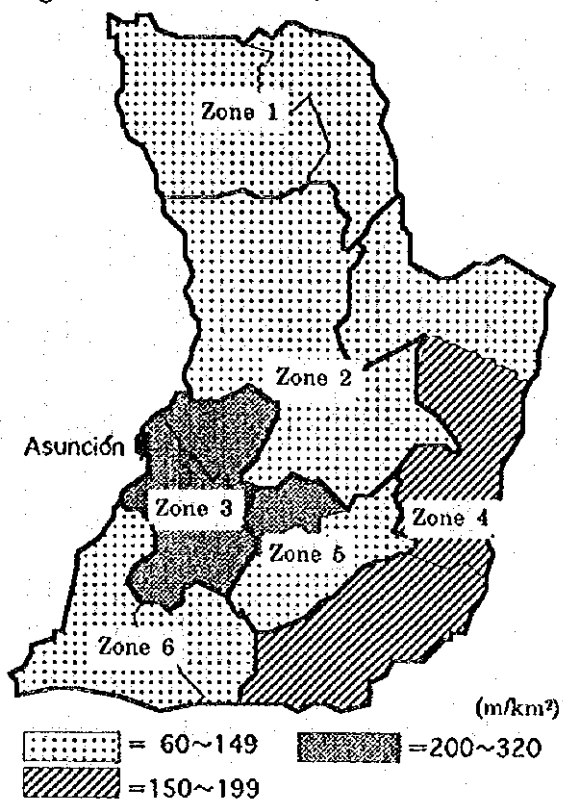 Zone 1
Zone 2
Asunción
Zone 3
Zone 4
Zone 5
Zone 6
(m/km²)
= 60~149
=200~320
=150~199